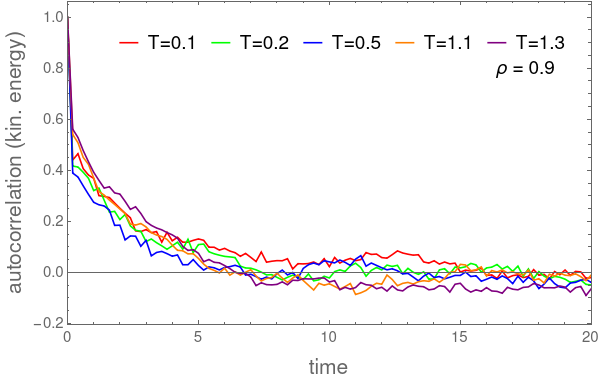 T=0.1 T=0.2 T=0.5 T=1.1 T=1.3
ρ = 0.9
1.0
0.8
0.6
0.4
0.2
0.0
−0.2
autocorrelation (kin. energy)
0 5 10 15 20
time